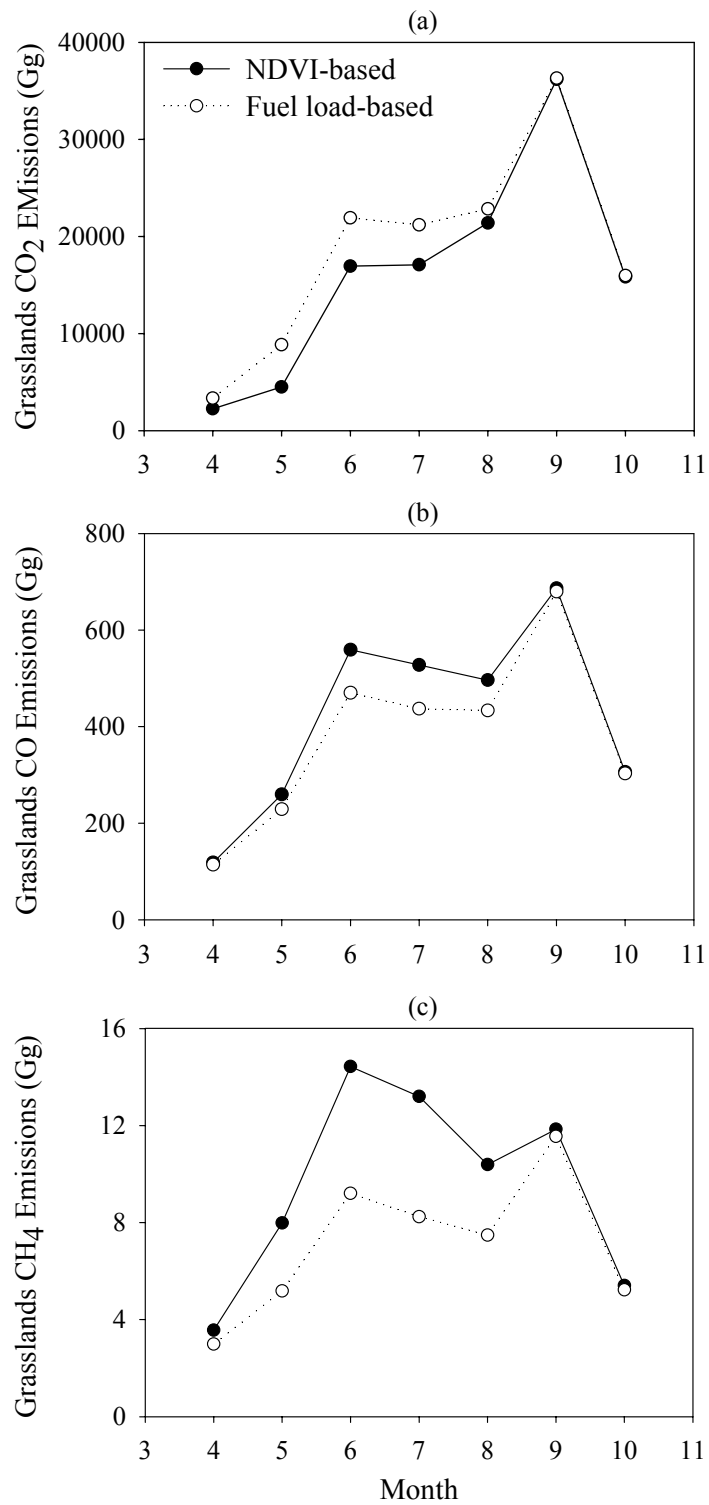 (a)
Grasslands CO2 EMissions (Gg)
40000
30000
20000
10000
0
NDVI-based
Fuel load-based
3 4 5 6 7 8 9 10 11
(b)
Grasslands CO Emissions (Gg)
800
600
400
200
0
3 4 5 6 7 8 9 10 11
(c)
Grasslands CH4 Emissions (Gg)
16
12
8
4
0
3 4 5 6 7 8 9 10 11
Month